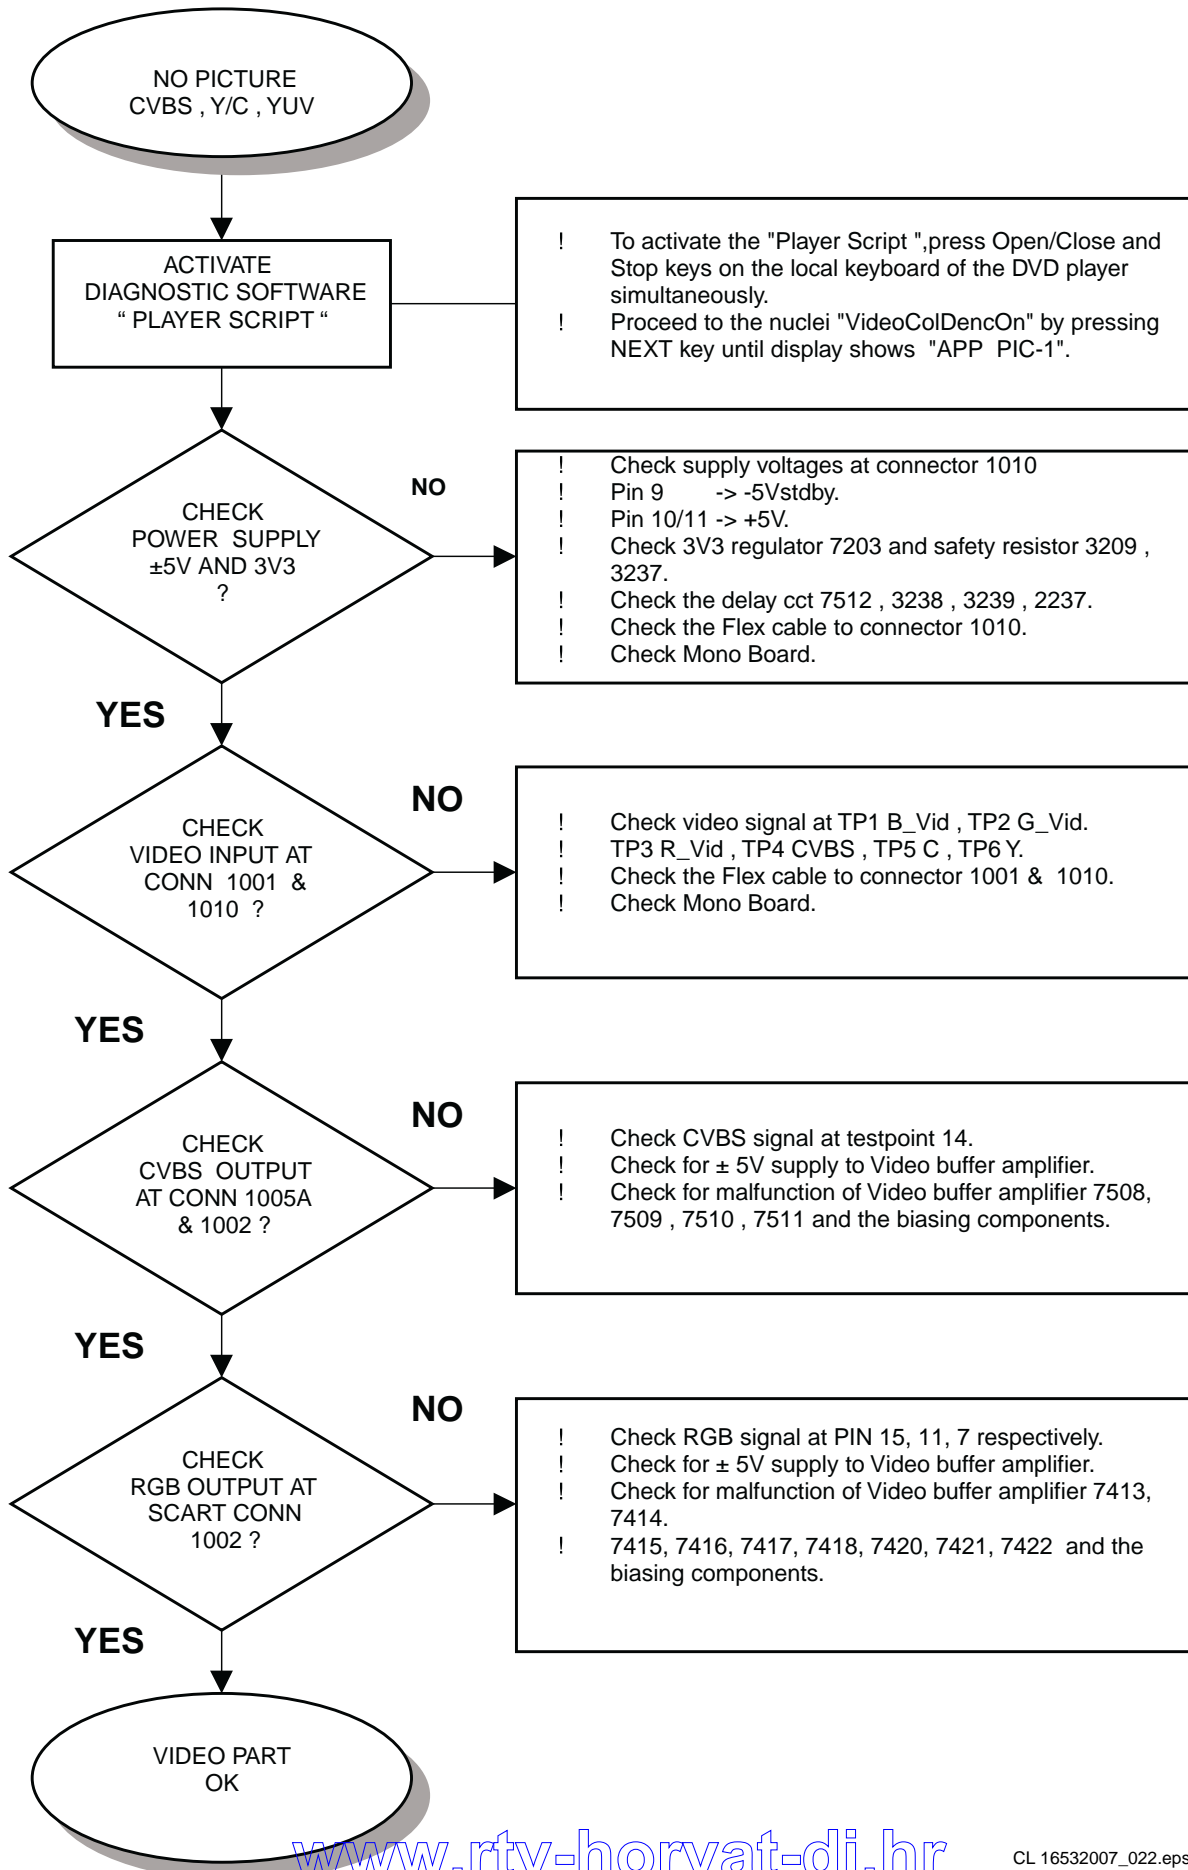 NO PICTURE
CVBS , Y/C , YUV
ACTIVATE
DIAGNOSTIC SOFTWARE
“ PLAYER SCRIPT “
! To activate the "Player Script ",press Open/Close and
Stop keys on the local keyboard of the DVD player
simultaneously.
! Proceed to the nuclei "VideoColDencOn" by pressing
NEXT key until display shows "APP PIC-1".
CHECK
POWER SUPPLY
±5V AND 3V3
?
NO
! Check supply voltages at connector 1010
! Pin 9 -> -5Vstdby.
! Pin 10/11 -> +5V.
! Check 3V3 regulator 7203 and safety resistor 3209 ,
3237.
! Check the delay cct 7512 , 3238 , 3239 , 2237.
! Check the Flex cable to connector 1010.
! Check Mono Board.
YES
CHECK
VIDEO INPUT AT
CONN 1001 &
1010 ?
NO
! Check video signal at TP1 B_Vid , TP2 G_Vid.
! TP3 R_Vid , TP4 CVBS , TP5 C , TP6 Y.
! Check the Flex cable to connector 1001 & 1010.
! Check Mono Board.
YES
CHECK
CVBS OUTPUT
AT CONN 1005A
& 1002 ?
NO
! Check CVBS signal at testpoint 14.
! Check for ± 5V supply to Video buffer amplifier.
! Check for malfunction of Video buffer amplifier 7508,
7509 , 7510 , 7511 and the biasing components.
YES
CHECK
RGB OUTPUT AT
SCART CONN
1002 ?
NO
! Check RGB signal at PIN 15, 11, 7 respectively.
! Check for ± 5V supply to Video buffer amplifier.
! Check for malfunction of Video buffer amplifier 7413,
7414.
! 7415, 7416, 7417, 7418, 7420, 7421, 7422 and the
biasing components.
YES
VIDEO PART
OK
www.rtv-horvat-dj.hr
CL 16532007_022.eps